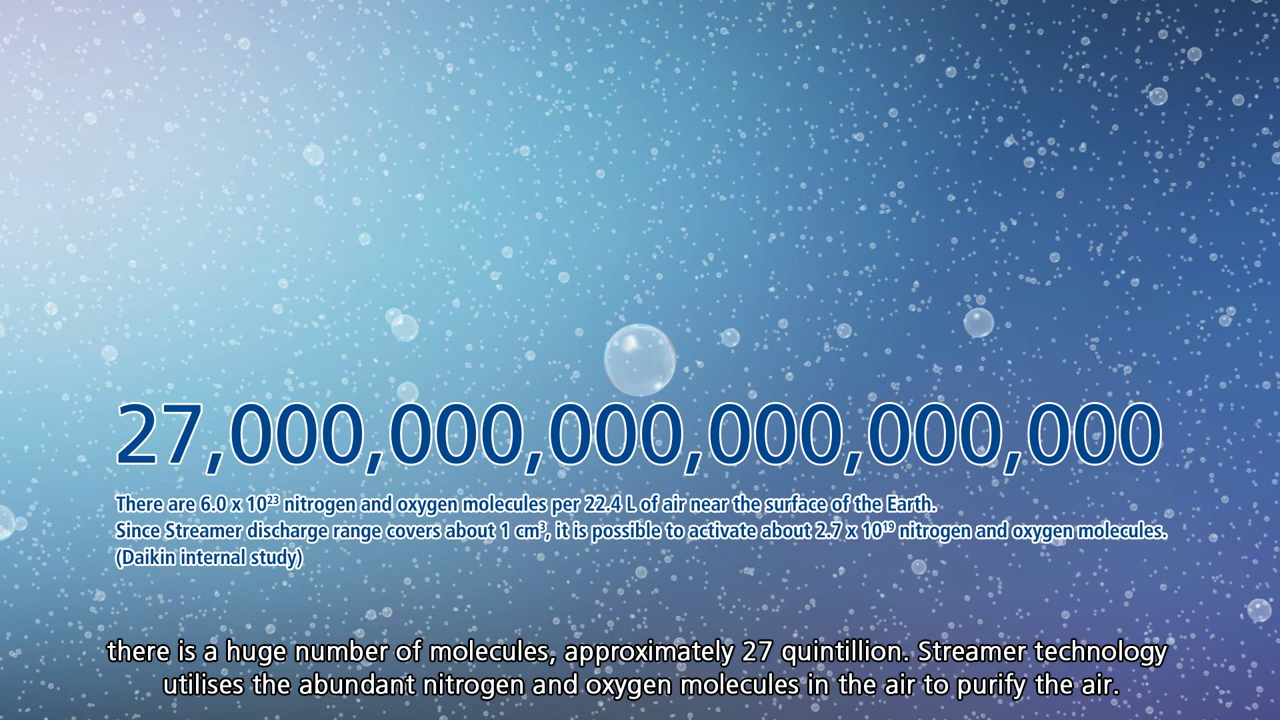 27,000,000,000,000,000,000
There are 6.0 x 10²³ nitrogen and oxygen molecules per 22.4 L of air near the surface of the Earth.
Since Streamer discharge range covers about 1 cm³, it is possible to activate about 2.7 x 10¹⁹ nitrogen and oxygen molecules.
(Daikin internal study)
there is a huge number of molecules, approximately 27 quintillion. Streamer technology
utilises the abundant nitrogen and oxygen molecules in the air to purify the air.